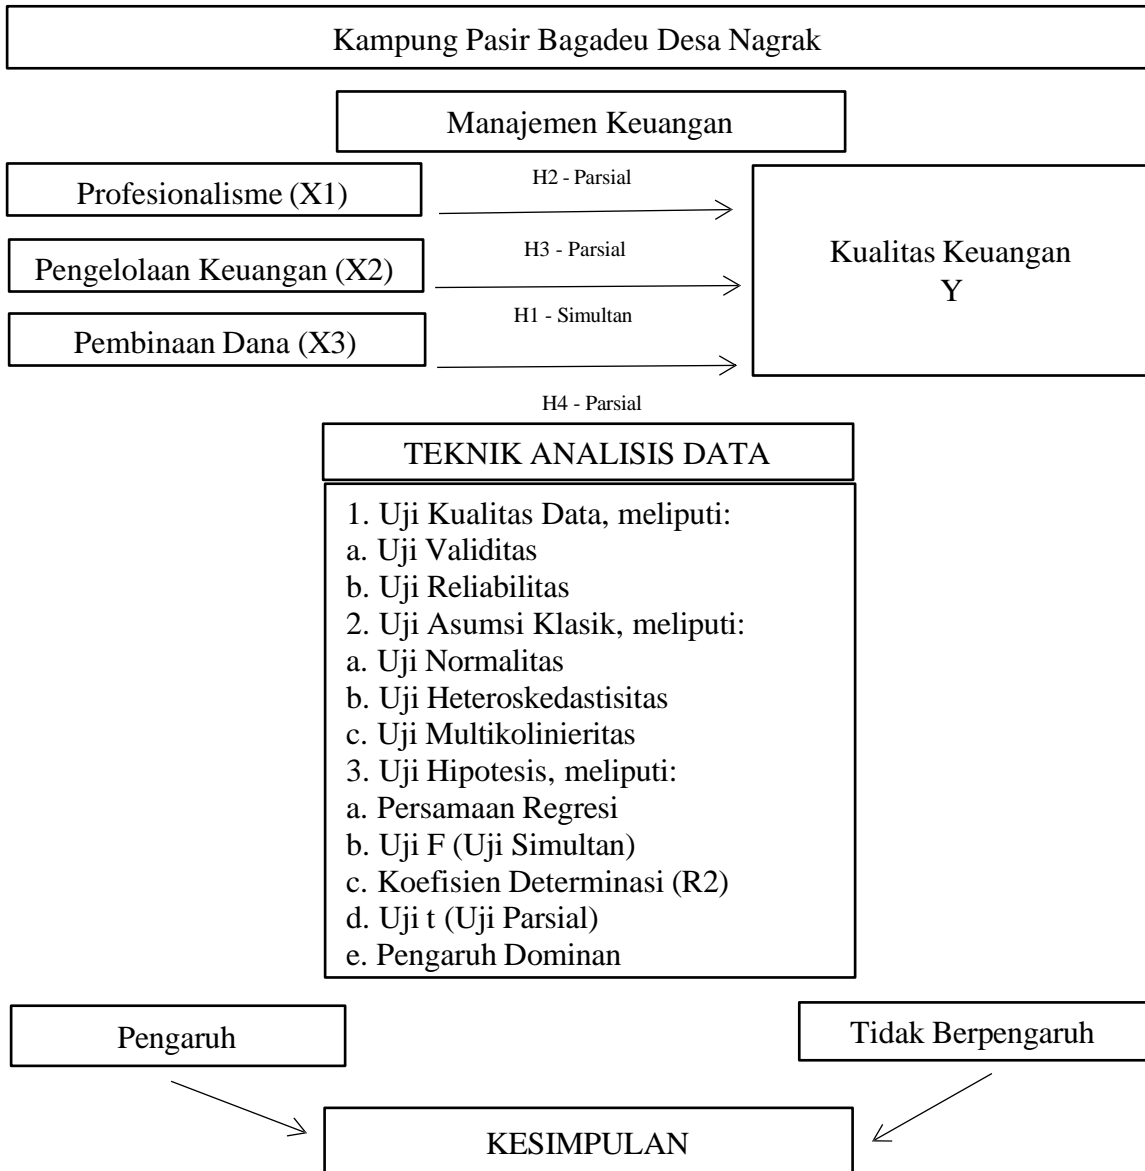 Kampung Pasir Bagadeu Desa Nagrak
Manajemen Keuangan
Profesionalisme (X1)
H2 - Parsial
Pengelolaan Keuangan (X2)
H3 - Parsial
Kualitas Keuangan
Y
H1 - Simultan
Pembinaan Dana (X3)
H4 - Parsial
TEKNIK ANALISIS DATA
1. Uji Kualitas Data, meliputi:
a. Uji Validitas
b. Uji Reliabilitas
2. Uji Asumsi Klasik, meliputi:
a. Uji Normalitas
b. Uji Heteroskedastisitas
c. Uji Multikolinieritas
3. Uji Hipotesis, meliputi:
a. Persamaan Regresi
b. Uji F (Uji Simultan)
c. Koefisien Determinasi (R2)
d. Uji t (Uji Parsial)
e. Pengaruh Dominan
Pengaruh
Tidak Berpengaruh
KESIMPULAN